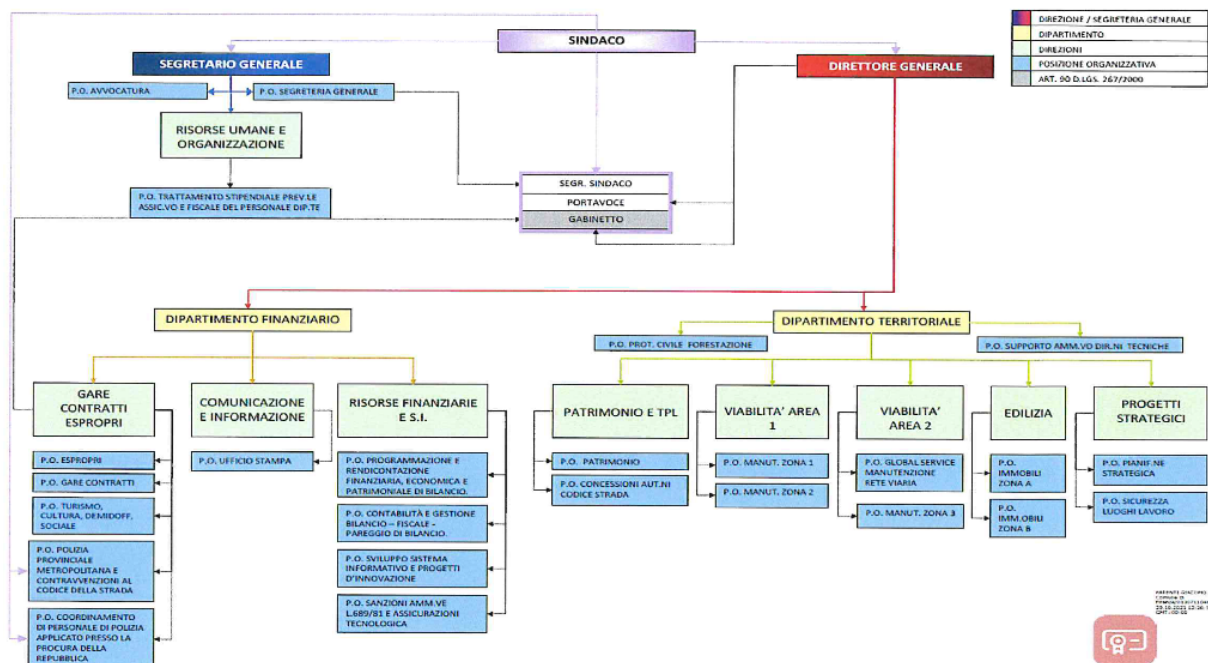 SINDACO
DIREZIONE / SEGRETERIA GENERALE
DIPARTIMENTO
DIREZIONI
POSIZIONE ORGANIZZATIVA
ART. 90 D.LGS. 267/2000
SEGRETARIO GENERALE
DIRETTORE GENERALE
P.O. AVVOCATURA
P.O. SEGRETERIA GENERALE
RISORSE UMANE E
ORGANIZZAZIONE
P.O. TRATTAMENTO STIPENDIALE PREV.LE
ASSIC.VO E FISCALE DEL PERSONALE DIP.TE
SEGR. SINDACO
PORTAVOCE
GABINETTO
DIPARTIMENTO FINANZIARIO
DIPARTIMENTO TERRITORIALE
P.O. PROT. CIVILE FORESTAZIONE
P.O. SUPPORTO AMM.VO DIR.NI TECNICHE
GARE
CONTRATTI
ESPROPRI
P.O. ESPROPRI
P.O. GARE CONTRATTI
P.O. TURISMO,
CULTURA, DEMIDOFF,
SOCIALE
P.O. POLIZIA
PROVINCIALE
METROPOLITANA E
CONTRAVVENZIONI AL
CODICE DELLA STRADA
P.O. COORDINAMENTO
DI PERSONALE DI POLIZIA
APPLICATO PRESSO LA
PROCURA DELLA
REPUBBLICA
COMUNICAZIONE
E INFORMAZIONE
P.O. UFFICIO STAMPA
RISORSE FINANZIARIE
E S.I.
P.O. PROGRAMMAZIONE E
RENDICONTAZIONE
FINANZIARIA, ECONOMICA E
PATRIMONIALE DI BILANCIO.
P.O. CONTABILITÀ E GESTIONE
BILANCIO – FISCALE -
PAREGGIO DI BILANCIO.
P.O. SVILUPPO SISTEMA
INFORMATIVO E PROGETTI
D'INNOVAZIONE
P.O. SANZIONI AMM.VE
L.689/81 E ASSICURAZIONI
TECNOLOGICA
PATRIMONIO E TPL
P.O. PATRIMONIO
P.O. CONCESSIONI AUT.NI
CODICE STRADA
VIABILITA' AREA
1
P.O. MANUT. ZONA 1
P.O. MANUT. ZONA 2
VIABILITA'
AREA 2
P.O. GLOBAL SERVICE
MANUTENZIONE
RETE VIARIA
P.O. MANUT. ZONA 3
EDILIZIA
P.O.
IMMOBILI
ZONA A
P.O.
IMM.OBILI
ZONA B
PROGETTI
STRATEGICI
P.O. PIANIF.NE
STRATEGICA
P.O. SICUREZZA
LUOGHI LAVORO